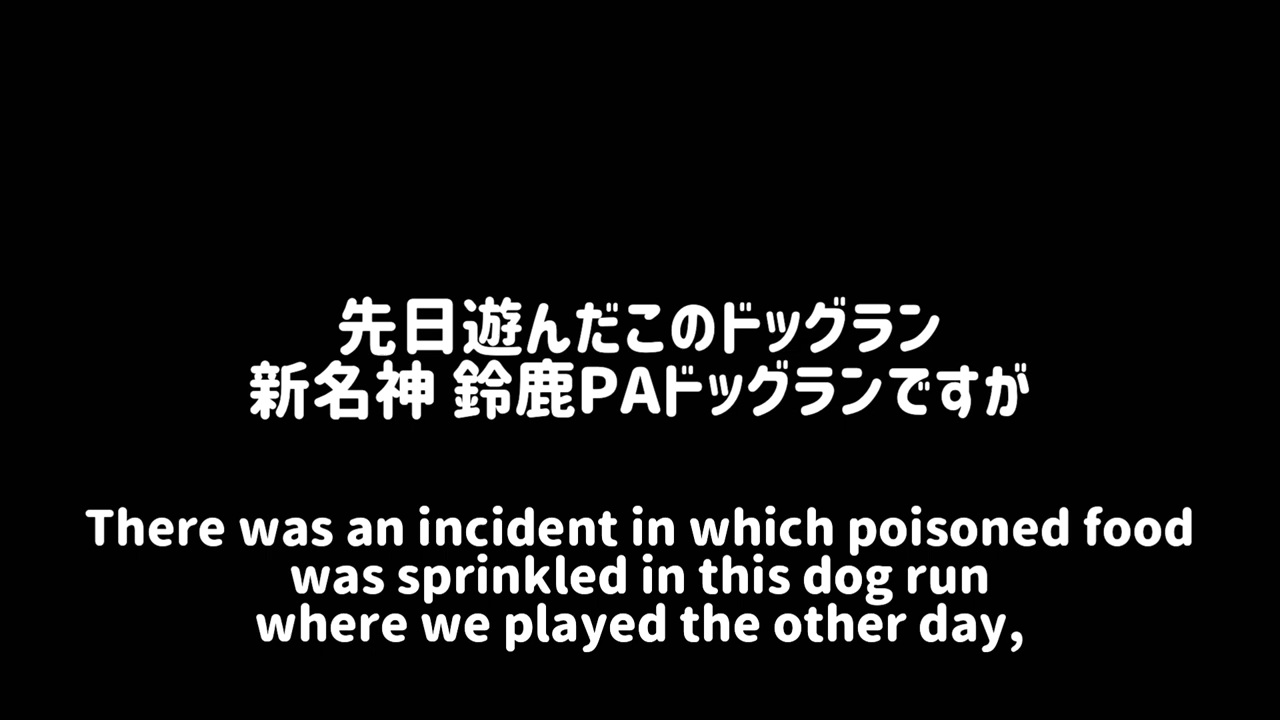 先日遊んだこのドッグラン
新名神 鈴鹿PAドッグランですが
There was an incident in which poisoned food
was sprinkled in this dog run
where we played the other day,